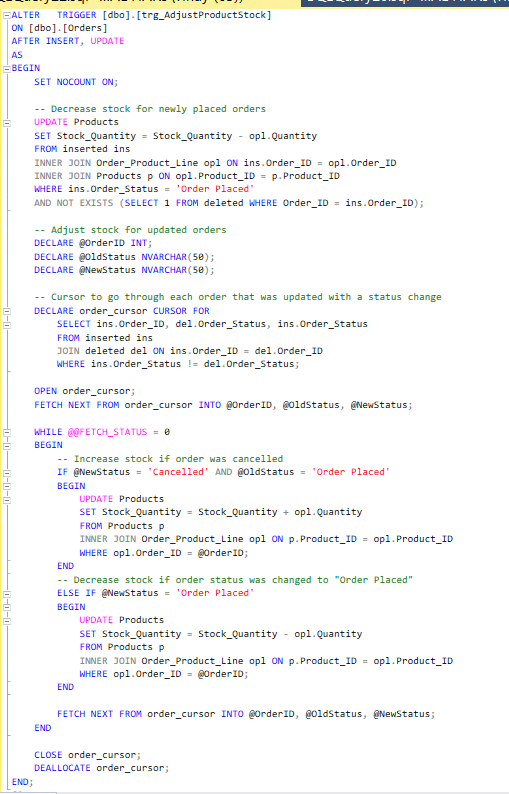 ALTER   TRIGGER [dbo].[trg_AdjustProductStock]
ON [dbo].[Orders]
AFTER INSERT, UPDATE
AS
BEGIN
    SET NOCOUNT ON;

    -- Decrease stock for newly placed orders
    UPDATE Products
    SET Stock_Quantity = Stock_Quantity - opl.Quantity
    FROM inserted ins
    INNER JOIN Order_Product_Line opl ON ins.Order_ID = opl.Order_ID
    INNER JOIN Products p ON opl.Product_ID = p.Product_ID
    WHERE ins.Order_Status = 'Order Placed'
    AND NOT EXISTS (SELECT 1 FROM deleted WHERE Order_ID = ins.Order_ID);

    -- Adjust stock for updated orders
    DECLARE @OrderID INT;
    DECLARE @OldStatus NVARCHAR(50);
    DECLARE @NewStatus NVARCHAR(50);

    -- Cursor to go through each order that was updated with a status change
    DECLARE order_cursor CURSOR FOR
        SELECT ins.Order_ID, del.Order_Status, ins.Order_Status
        FROM inserted ins
        JOIN deleted del ON ins.Order_ID = del.Order_ID
        WHERE ins.Order_Status != del.Order_Status;

    OPEN order_cursor;
    FETCH NEXT FROM order_cursor INTO @OrderID, @OldStatus, @NewStatus;

    WHILE @@FETCH_STATUS = 0
    BEGIN
        -- Increase stock if order was cancelled
        IF @NewStatus = 'Cancelled' AND @OldStatus = 'Order Placed'
        BEGIN
            UPDATE Products
            SET Stock_Quantity = Stock_Quantity + opl.Quantity
            FROM Products p
            INNER JOIN Order_Product_Line opl ON p.Product_ID = opl.Product_ID
            WHERE opl.Order_ID = @OrderID;
        END
        -- Decrease stock if order status was changed to "Order Placed"
        ELSE IF @NewStatus = 'Order Placed'
        BEGIN
            UPDATE Products
            SET Stock_Quantity = Stock_Quantity - opl.Quantity
            FROM Products p
            INNER JOIN Order_Product_Line opl ON p.Product_ID = opl.Product_ID
            WHERE opl.Order_ID = @OrderID;
        END

        FETCH NEXT FROM order_cursor INTO @OrderID, @OldStatus, @NewStatus;
    END

    CLOSE order_cursor;
    DEALLOCATE order_cursor;
END;